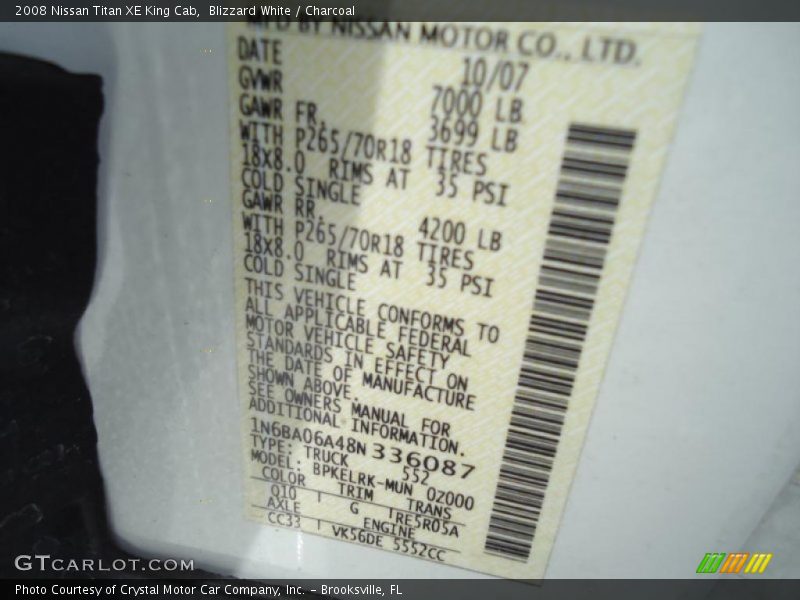 2008 Nissan Titan XE King Cab, Blizzard White / Charcoal
MFD BY NISSAN MOTOR CO., LTD.
DATE 10/07
GVWR 7000 LB
GAWR FR. 3699 LB
WITH P265/70R18 TIRES
18X8.0 RIMS AT 35 PSI
COLD SINGLE
GAWR RR. 4200 LB
WITH P265/70R18 TIRES
18X8.0 RIMS AT 35 PSI
COLD SINGLE
THIS VEHICLE CONFORMS TO
ALL APPLICABLE FEDERAL
MOTOR VEHICLE SAFETY
STANDARDS IN EFFECT ON
THE DATE OF MANUFACTURE
SHOWN ABOVE.
SEE OWNERS MANUAL FOR
ADDITIONAL INFORMATION.
1N6BA06A48N336087
TYPE: TRUCK 552
MODEL: BPKELRK-MUN 0Z000
COLOR TRIM TRANS
Q10 G RE5R05A
AXLE ENGINE
CC33 VK56DE 5552CC
GTCARLOT.COM
Photo Courtesy of Crystal Motor Car Company, Inc. – Brooksville, FL